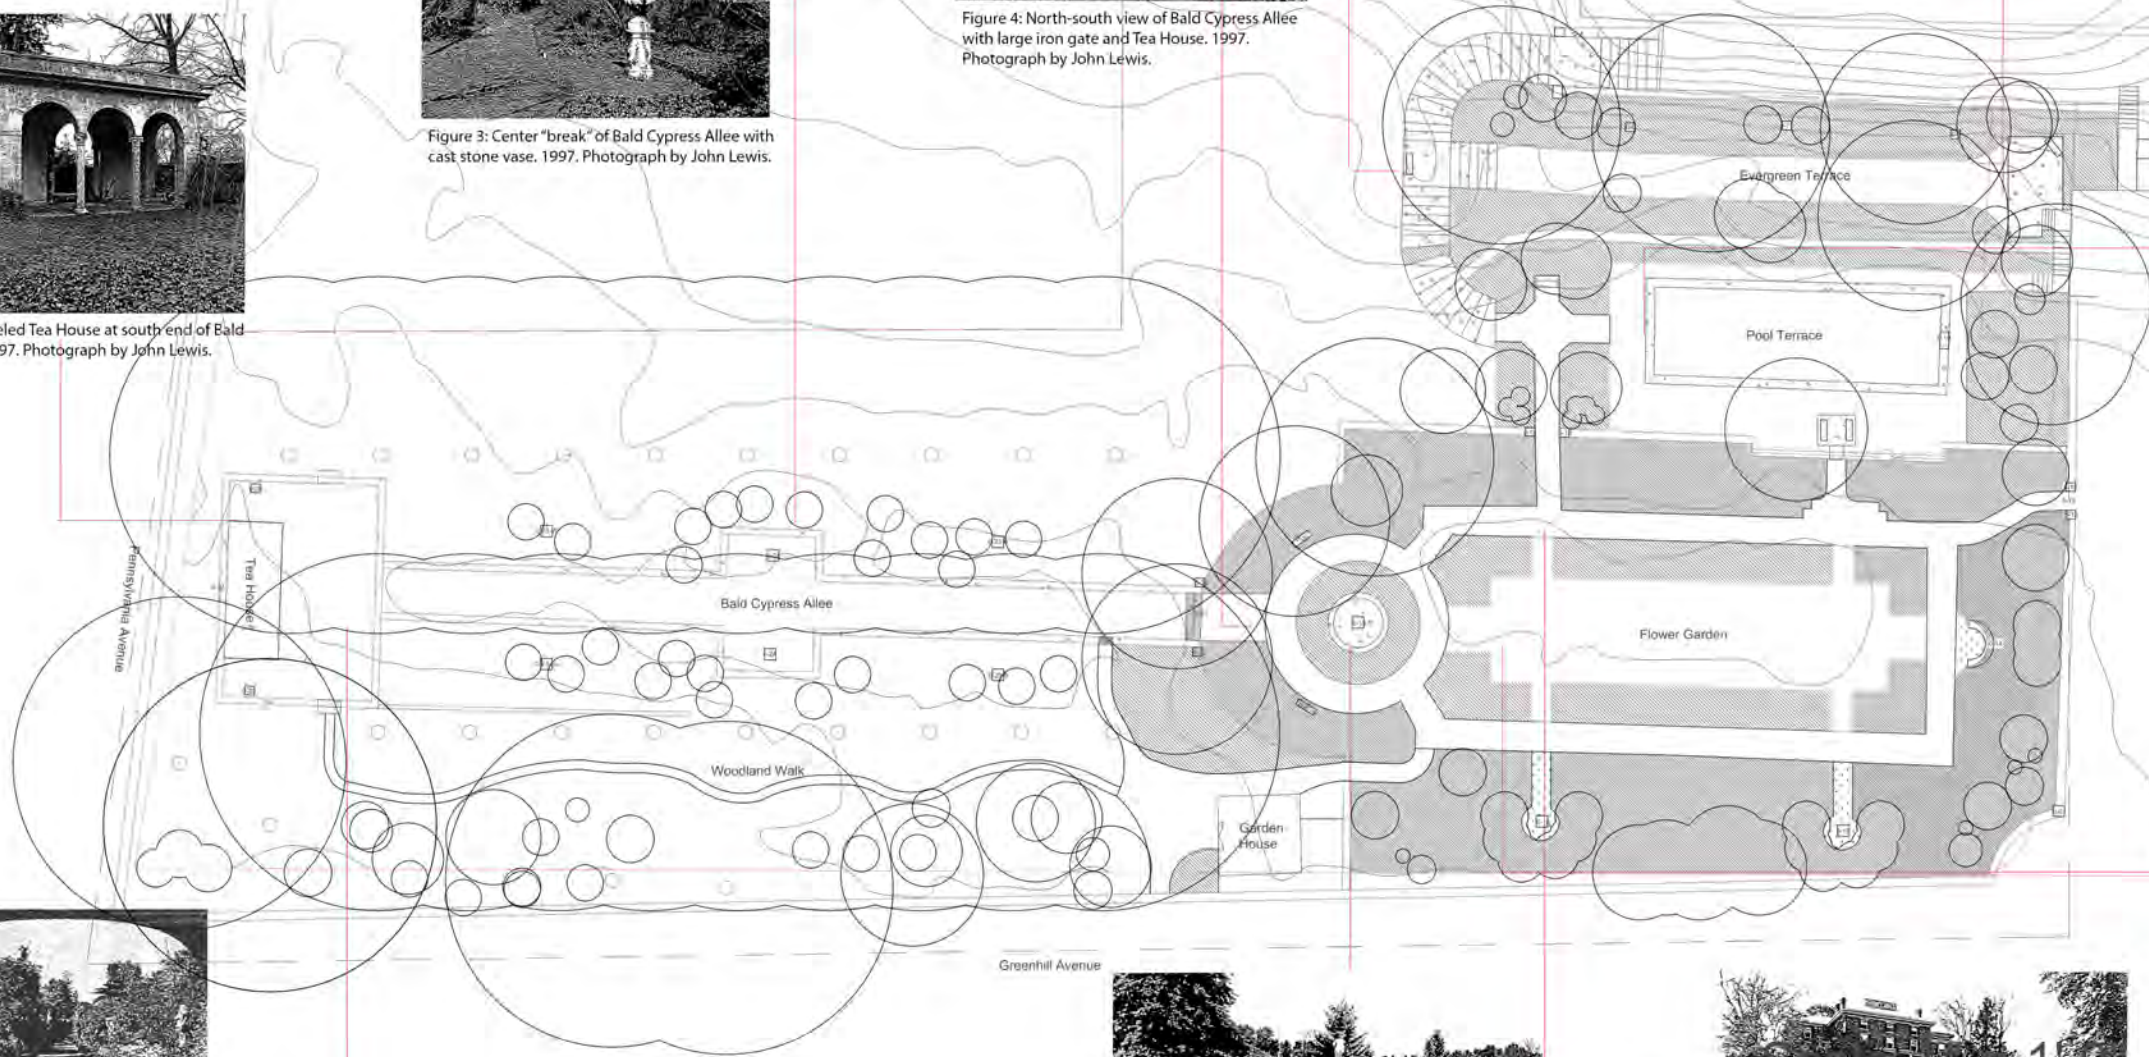 Figure 4: North-south view of Bald Cypress Allee
with large iron gate and Tea House. 1997.
Photograph by John Lewis.
Figure 3: Center "break" of Bald Cypress Allee with
cast stone vase. 1997. Photograph by John Lewis.
eled Tea House at south end of Bald
97. Photograph by John Lewis.
Evergreen Terrace
Pool Terrace
Pennsylvania Avenue
Tea House
Bald Cypress Allee
Flower Garden
Woodland Walk
Garden
House
Greenhill Avenue